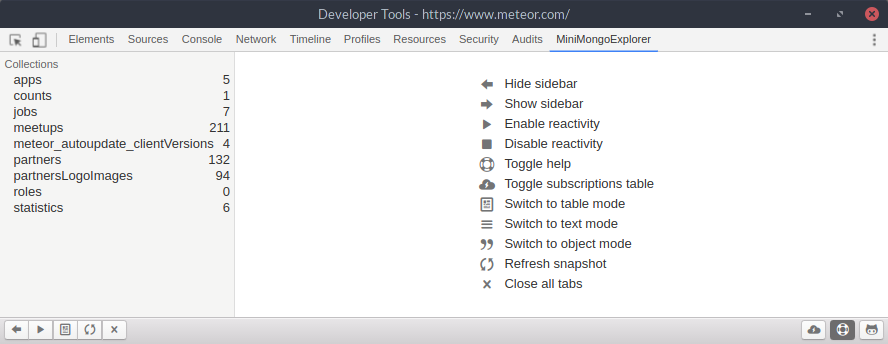 Developer Tools - https://www.meteor.com/
Elements Sources Console Network Timeline Profiles Resources Security Audits MiniMongoExplorer
Collections
apps 5
counts 1
jobs 7
meetups 211
meteor_autoupdate_clientVersions 4
partners 132
partnersLogoImages 94
roles 0
statistics 6
Hide sidebar
Show sidebar
Enable reactivity
Disable reactivity
Toggle help
Toggle subscriptions table
Switch to table mode
Switch to text mode
Switch to object mode
Refresh snapshot
Close all tabs